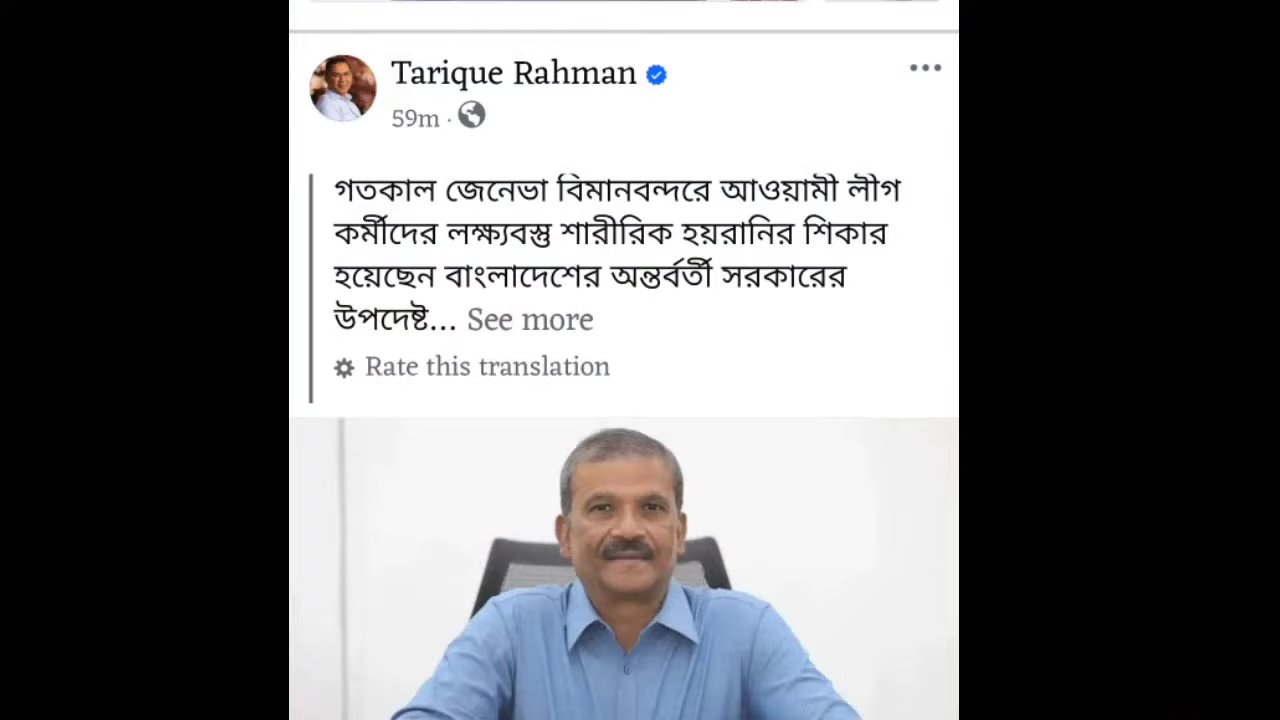 Tarique Rahman
59m ·
গতকাল জেনেভা বিমানবন্দরে আওয়ামী লীগ
কর্মীদের লক্ষ্যবস্তু শারীরিক হয়রানির শিকার
হয়েছেন বাংলাদেশের অন্তর্বর্তী সরকারের
উপদেষ্ট... See more
Rate this translation